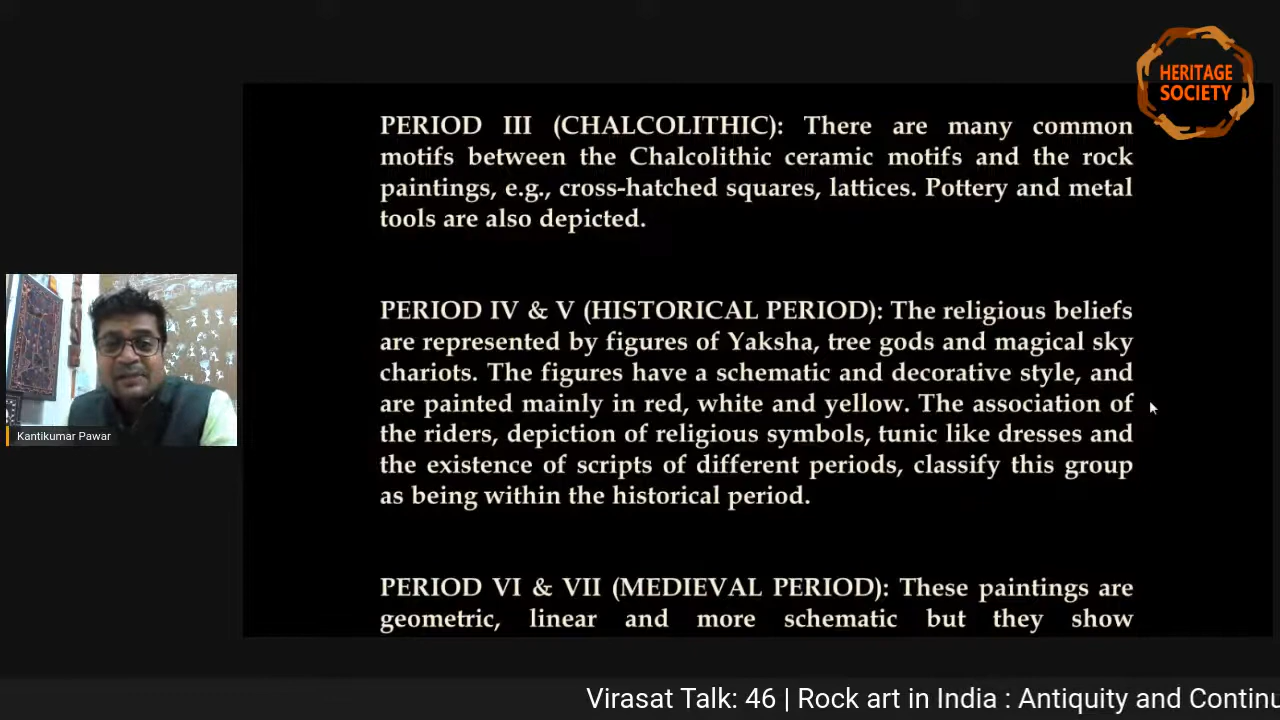 HERITAGE
SOCIETY
PERIOD III (CHALCOLITHIC): There are many common
motifs between the Chalcolithic ceramic motifs and the rock
paintings, e.g., cross-hatched squares, lattices. Pottery and metal
tools are also depicted.
PERIOD IV & V (HISTORICAL PERIOD): The religious beliefs
are represented by figures of Yaksha, tree gods and magical sky
chariots. The figures have a schematic and decorative style, and
are painted mainly in red, white and yellow. The association of
the riders, depiction of religious symbols, tunic like dresses and
the existence of scripts of different periods, classify this group
as being within the historical period.
PERIOD VI & VII (MEDIEVAL PERIOD): These paintings are
geometric, linear and more schematic but they show
Kantikumar Pawar
Virasat Talk: 46 | Rock art in India : Antiquity and Continu